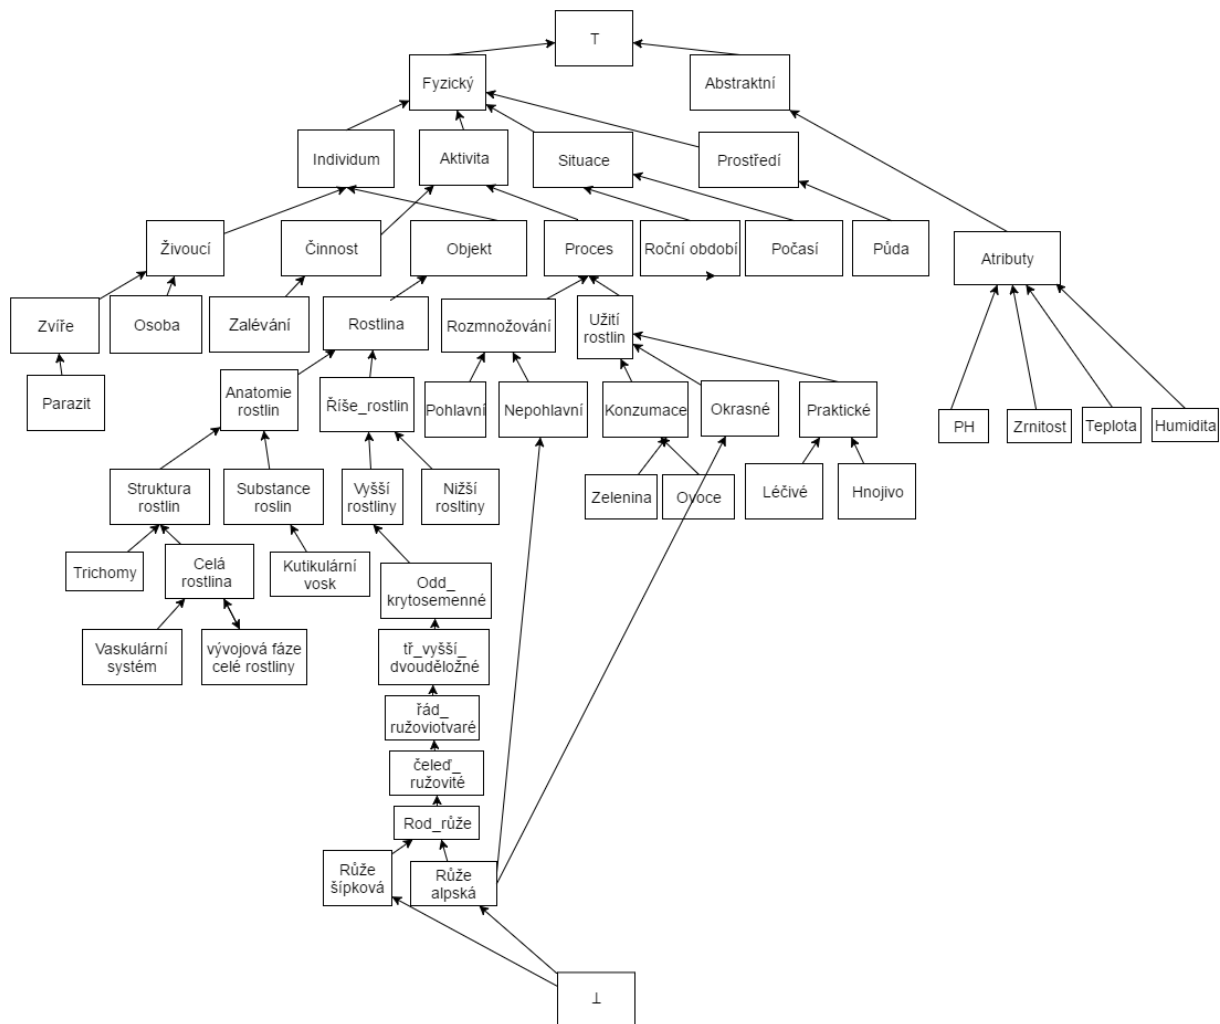 T
Fyzický
Abstraktní
Individum
Aktivita
Situace
Prostředí
Živoucí
Činnost
Objekt
Proces
Roční období
Počasí
Půda
Atributy
Zvíře
Osoba
Zalévání
Rostlina
Rozmnožování
Užití
rostlin
Parazit
Anatomie
rostlin
Říše_rostlin
Pohlavní
Nepohlavní
Konzumace
Okrasné
Praktické
PH
Zrnitost
Teplota
Humidita
Struktura
rostlin
Substance
roslin
Vyšší
rostliny
Nižší
rosltiny
Zelenina
Ovoce
Léčivé
Hnojivo
Trichomy
Celá
rostlina
Kutikulární
vosk
Odd_
krytosemenné
Vaskulární
systém
vývojová fáze
celé rostliny
tř_vyšší_
dvouděložné
řád_
ružoviotvaré
čeleď_
ružovité
Rod_růže
Růže
šípková
Růže
alpská
⊥